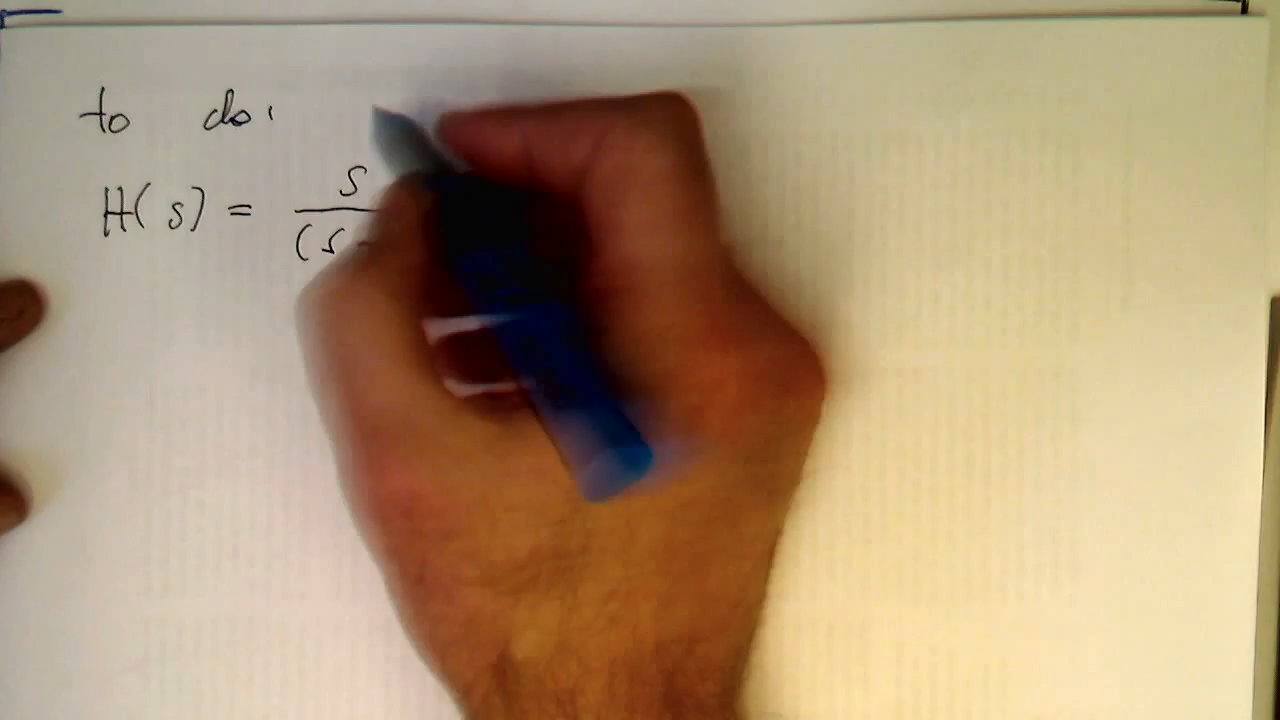 to do:
H(s) = s / (s